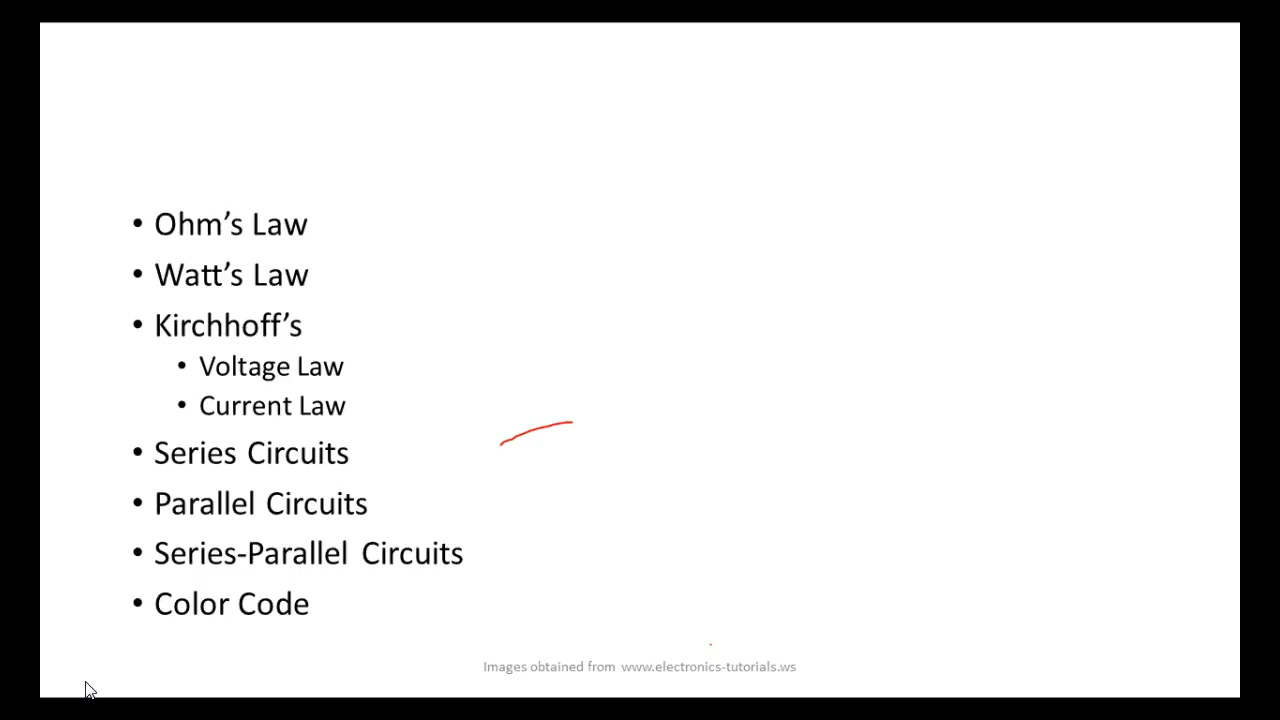 • Ohm’s Law
• Watt’s Law
• Kirchhoff’s
• Voltage Law
• Current Law
• Series Circuits
• Parallel Circuits
• Series-Parallel Circuits
• Color Code
Images obtained from www.electronics-tutorials.ws